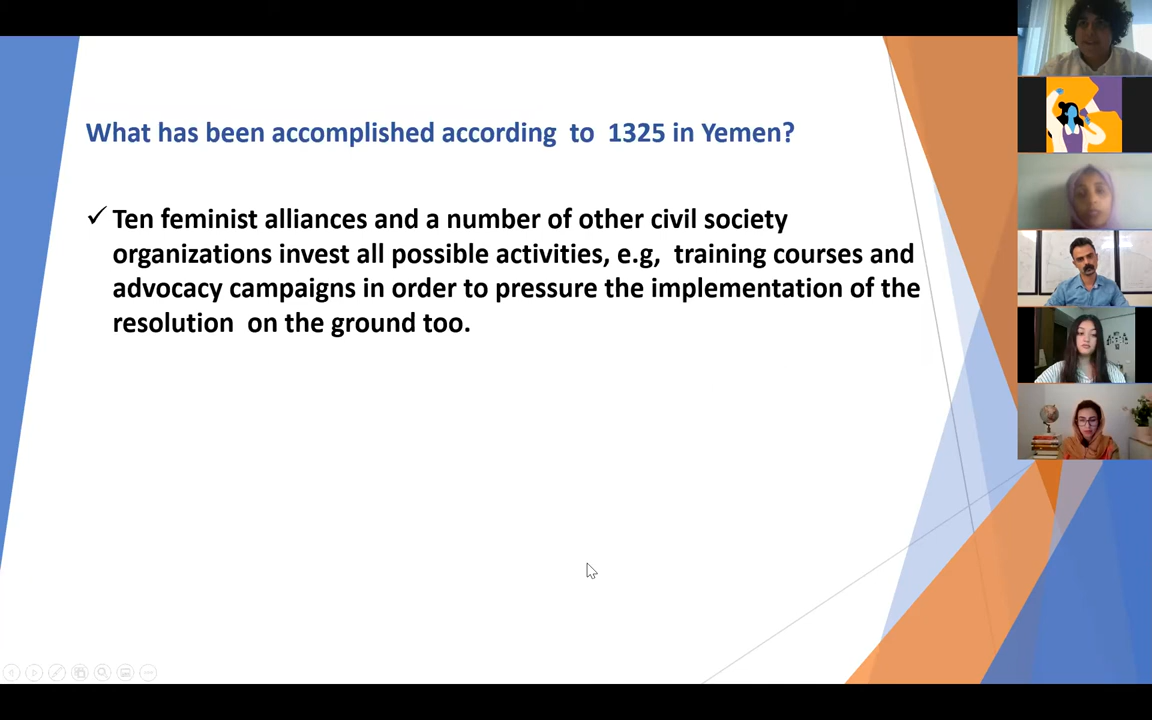 What has been accomplished according  to  1325 in Yemen?
✓ Ten feminist alliances and a number of other civil society
organizations invest all possible activities, e.g,  training courses and
advocacy campaigns in order to pressure the implementation of the
resolution  on the ground too.